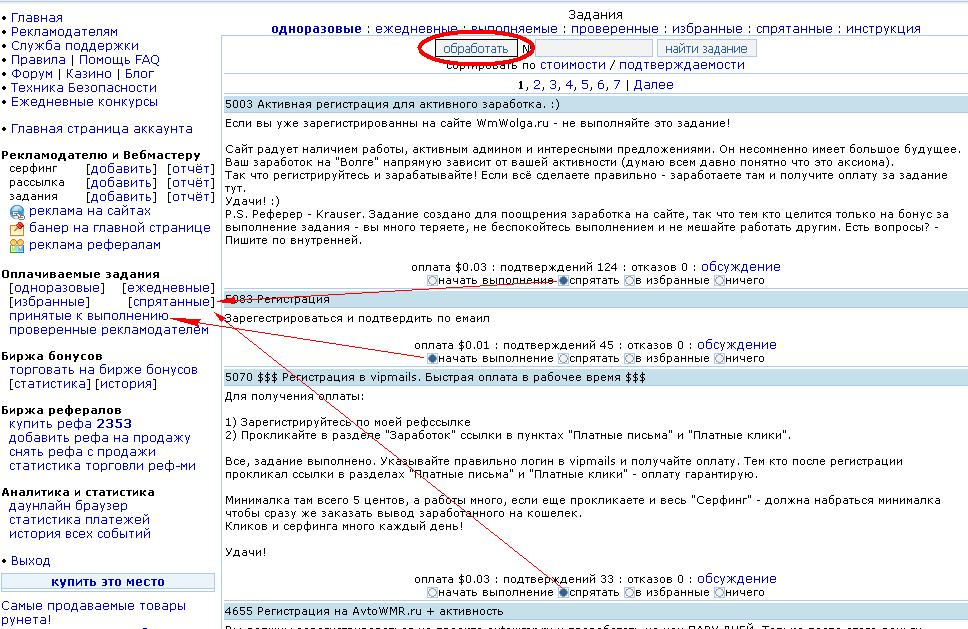 • Главная
• Рекламодателям
• Служба поддержки
• Правила | Помощь FAQ
• Форум | Казино | Блог
• Техника Безопасности
• Ежедневные конкурсы
• Главная страница аккаунта
Рекламодателю и Вебмастеру
серфинг [добавить] [отчёт]
рассылка [добавить] [отчёт]
задания [добавить] [отчёт]
реклама на сайтах
банер на главной странице
реклама рефералам
Оплачиваемые задания
[одноразовые] [ежедневные]
[избранные] [спрятанные]
принятые к выполнению
проверенные рекламодателем
Биржа бонусов
торговать на бирже бонусов
[статистика] [история]
Биржа рефералов
купить рефа 2353
добавить рефа на продажу
снять рефа с продажи
статистика торговли реф-ми
Аналитика и статистика
даунлайн браузер
статистика платежей
история всех событий
• Выход
купить это место
Самые продаваемые товары
рунета!
Задания
одноразовые : ежедневные : выполняемые : проверенные : избранные : спрятанные : инструкция
обработать № найти задание
сортировать по стоимости / подтверждаемости
1, 2, 3, 4, 5, 6, 7 | Далее
5003 Активная регистрация для активного заработка. :)
Если вы уже зарегистрированны на сайте WmWolga.ru - не выполняйте это задание!
Сайт радует наличием работы, активным админом и интересными предложениями. Он несомненно имеет большое будущее.
Ваш заработок на "Волге" напрямую зависит от вашей активности (думаю всем давно понятно что это аксиома).
Так что регистрируйтесь и зарабатывайте! Если всё сделаете правильно - заработаете там и получите оплату за задание
тут.
Удачи! :)
P.S. Реферер - Krauser. Задание создано для поощрения заработка на сайте, так что тем кто целится только на бонус за
выполнение задания - вы много теряете, не беспокойтесь выполнением и не мешайте работать другим. Есть вопросы? -
Пишите по внутренней.
оплата $0.03 : подтверждений 124 : отказов 0 : обсуждение
начать выполнение спрятать в избранные ничего
5083 Регистрация
Зарегестрироваться и подтвердить по емаил
оплата $0.01 : подтверждений 45 : отказов 0 : обсуждение
начать выполнение спрятать в избранные ничего
5070 $$$ Регистрация в vipmails. Быстрая оплата в рабочее время $$$
Для получения оплаты:
1) Зарегистрируйтесь по моей рефссылке
2) Прокликайте в разделе "Заработок" ссылки в пунктах "Платные письма" и "Платные клики".
Все, задание выполнено. Указывайте правильно логин в vipmails и получайте оплату. Тем кто после регистрации
прокликал ссылки в разделах "Платные письма" и "Платные клики" - оплату гарантирую.
Минималка там всего 5 центов, а работы много, если еще прокликаете и весь "Серфинг" - должна набраться минималка
чтобы сразу же заказать вывод заработанного на кошелек.
Кликов и серфинга много каждый день!
Удачи!
оплата $0.03 : подтверждений 33 : отказов 0 : обсуждение
начать выполнение спрятать в избранные ничего
4655 Регистрация на AvtoWMR.ru + активность